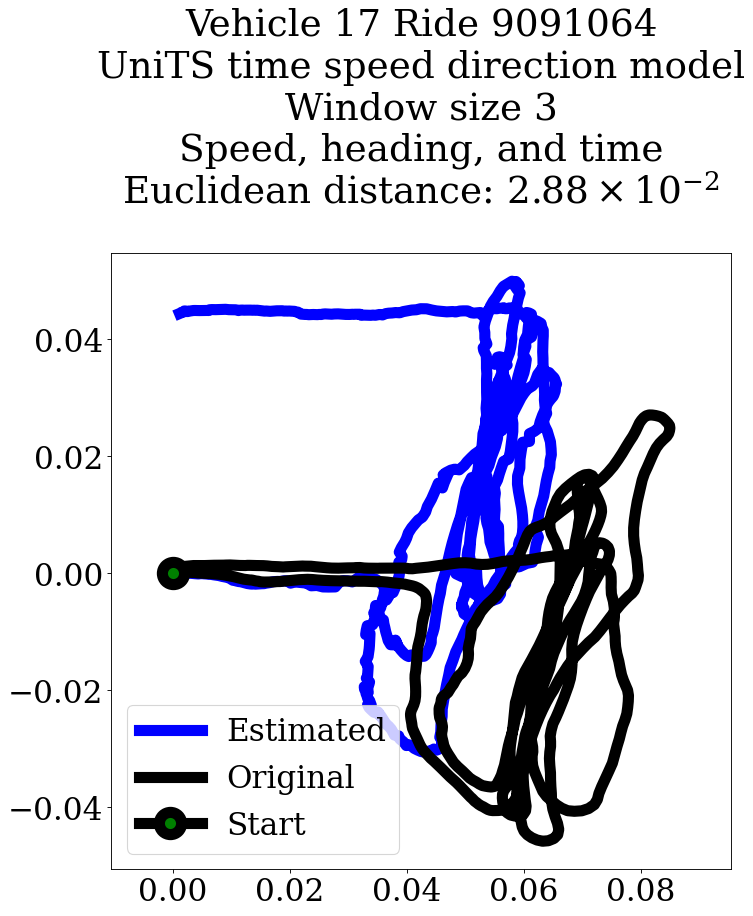 Vehicle 17 Ride 9091064
UniTS time speed direction model
Window size 3
Speed, heading, and time
Euclidean distance: 2.88 × 10⁻²
0.04
0.02
0.00
−0.02
−0.04
Estimated
Original
Start
0.00 0.02 0.04 0.06 0.08